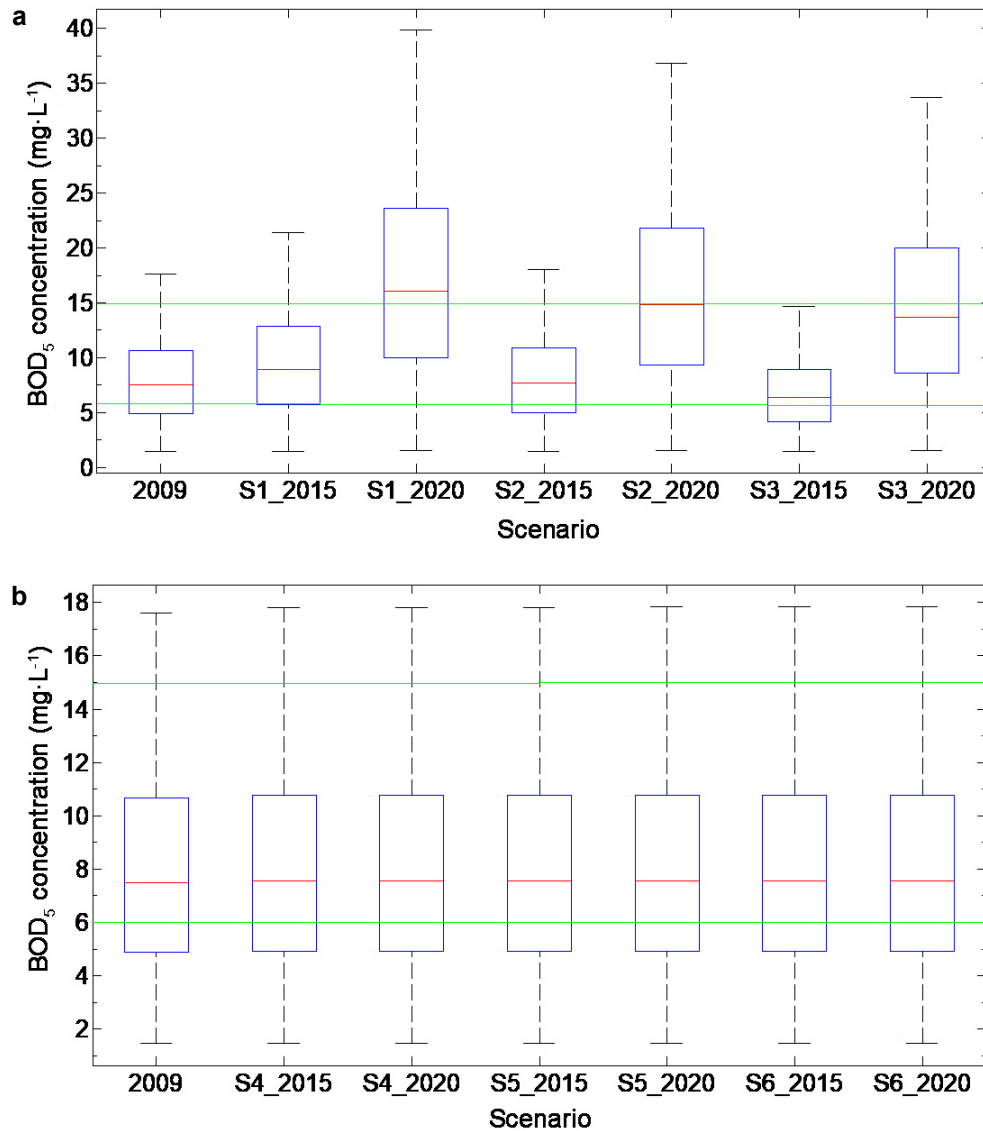 a
BOD₅ concentration (mg·L⁻¹)
40
35
30
25
20
15
10
5
0
2009 S1_2015 S1_2020 S2_2015 S2_2020 S3_2015 S3_2020
Scenario
b
BOD₅ concentration (mg·L⁻¹)
18
16
14
12
10
8
6
4
2
2009 S4_2015 S4_2020 S5_2015 S5_2020 S6_2015 S6_2020
Scenario